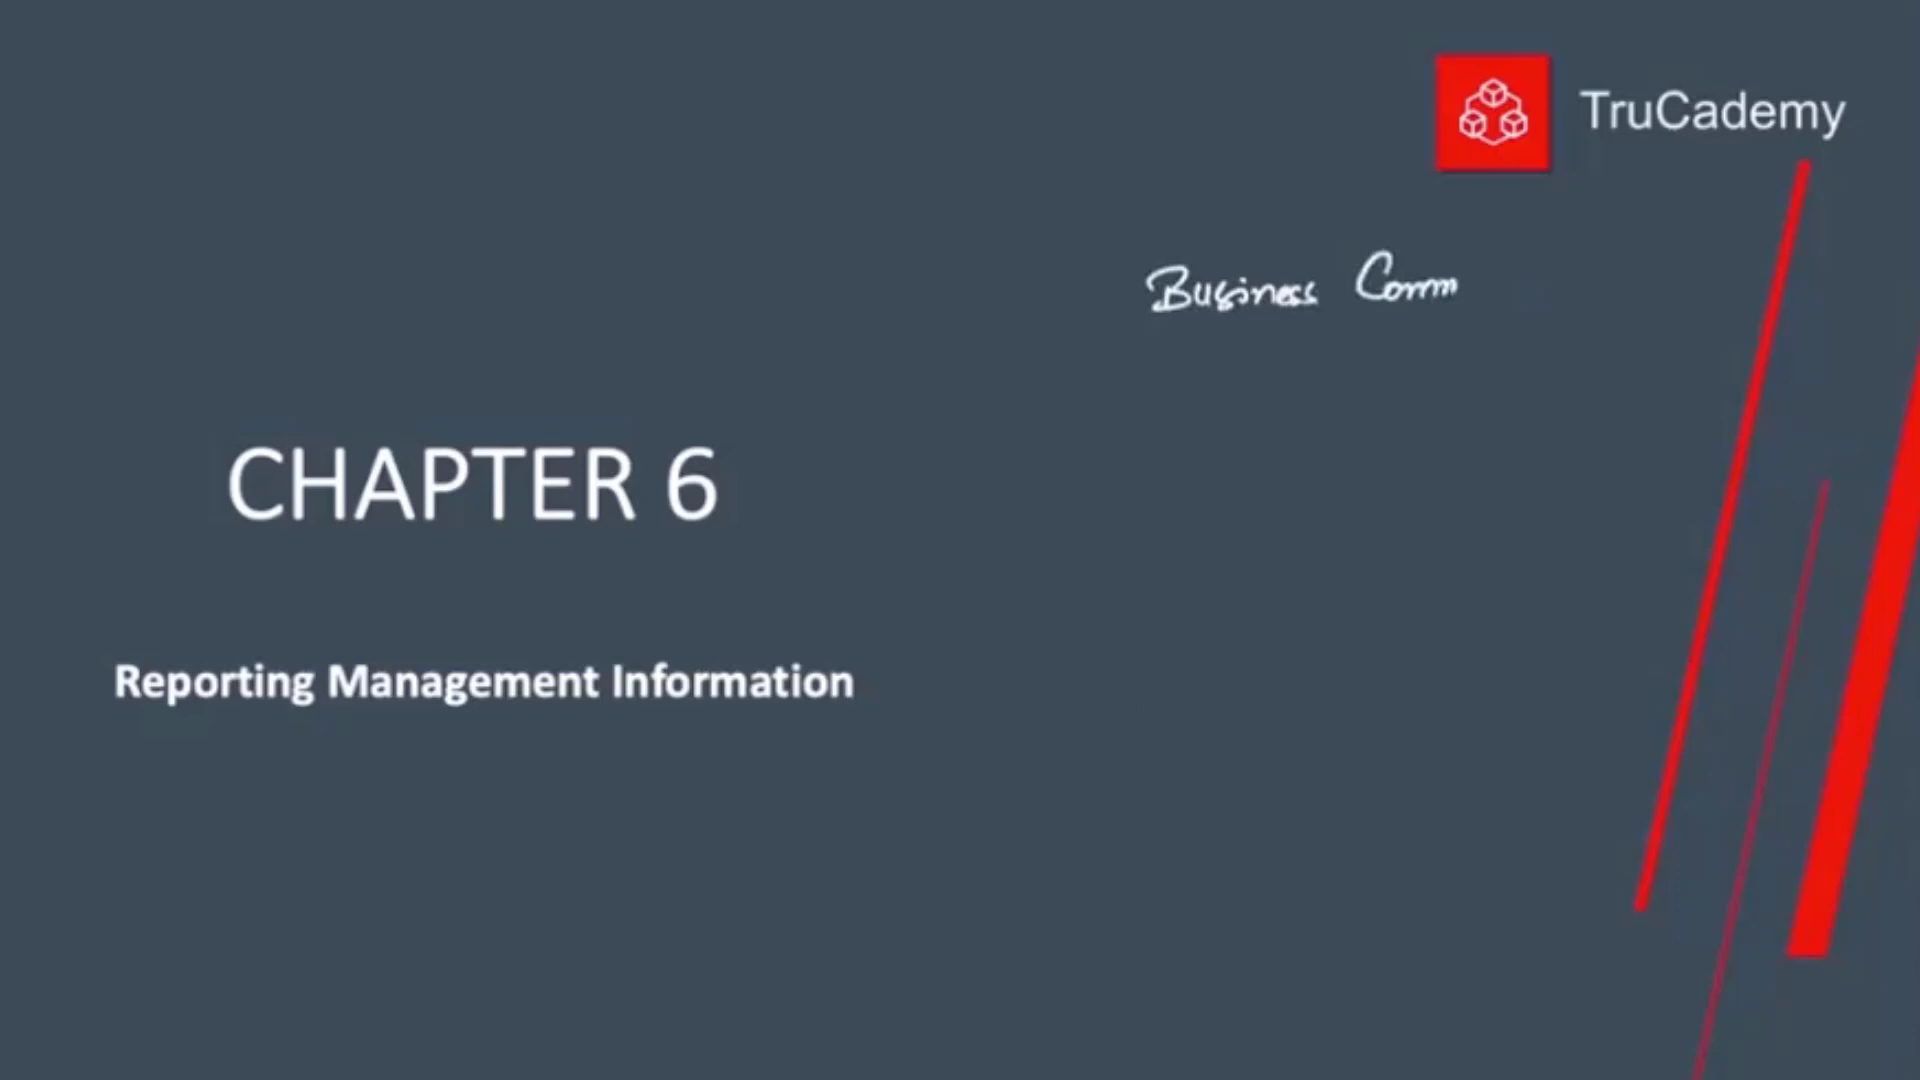 TruCademy
Business Comm
CHAPTER 6
Reporting Management Information